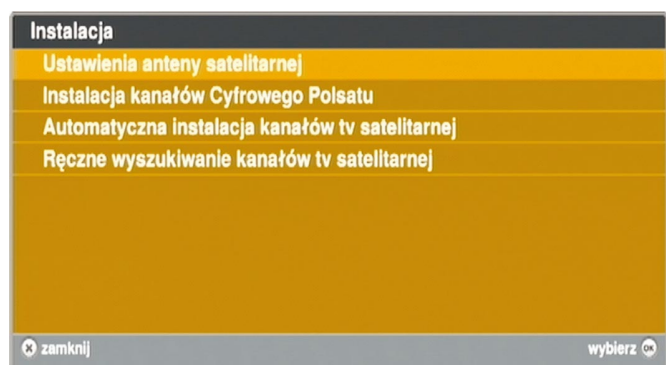 Instalacja
Ustawienia anteny satelitarnej
Instalacja kanałów Cyfrowego Polsatu
Automatyczna instalacja kanałów tv satelitarnej
Ręczne wyszukiwanie kanałów tv satelitarnej
X zamknij wybierz OK